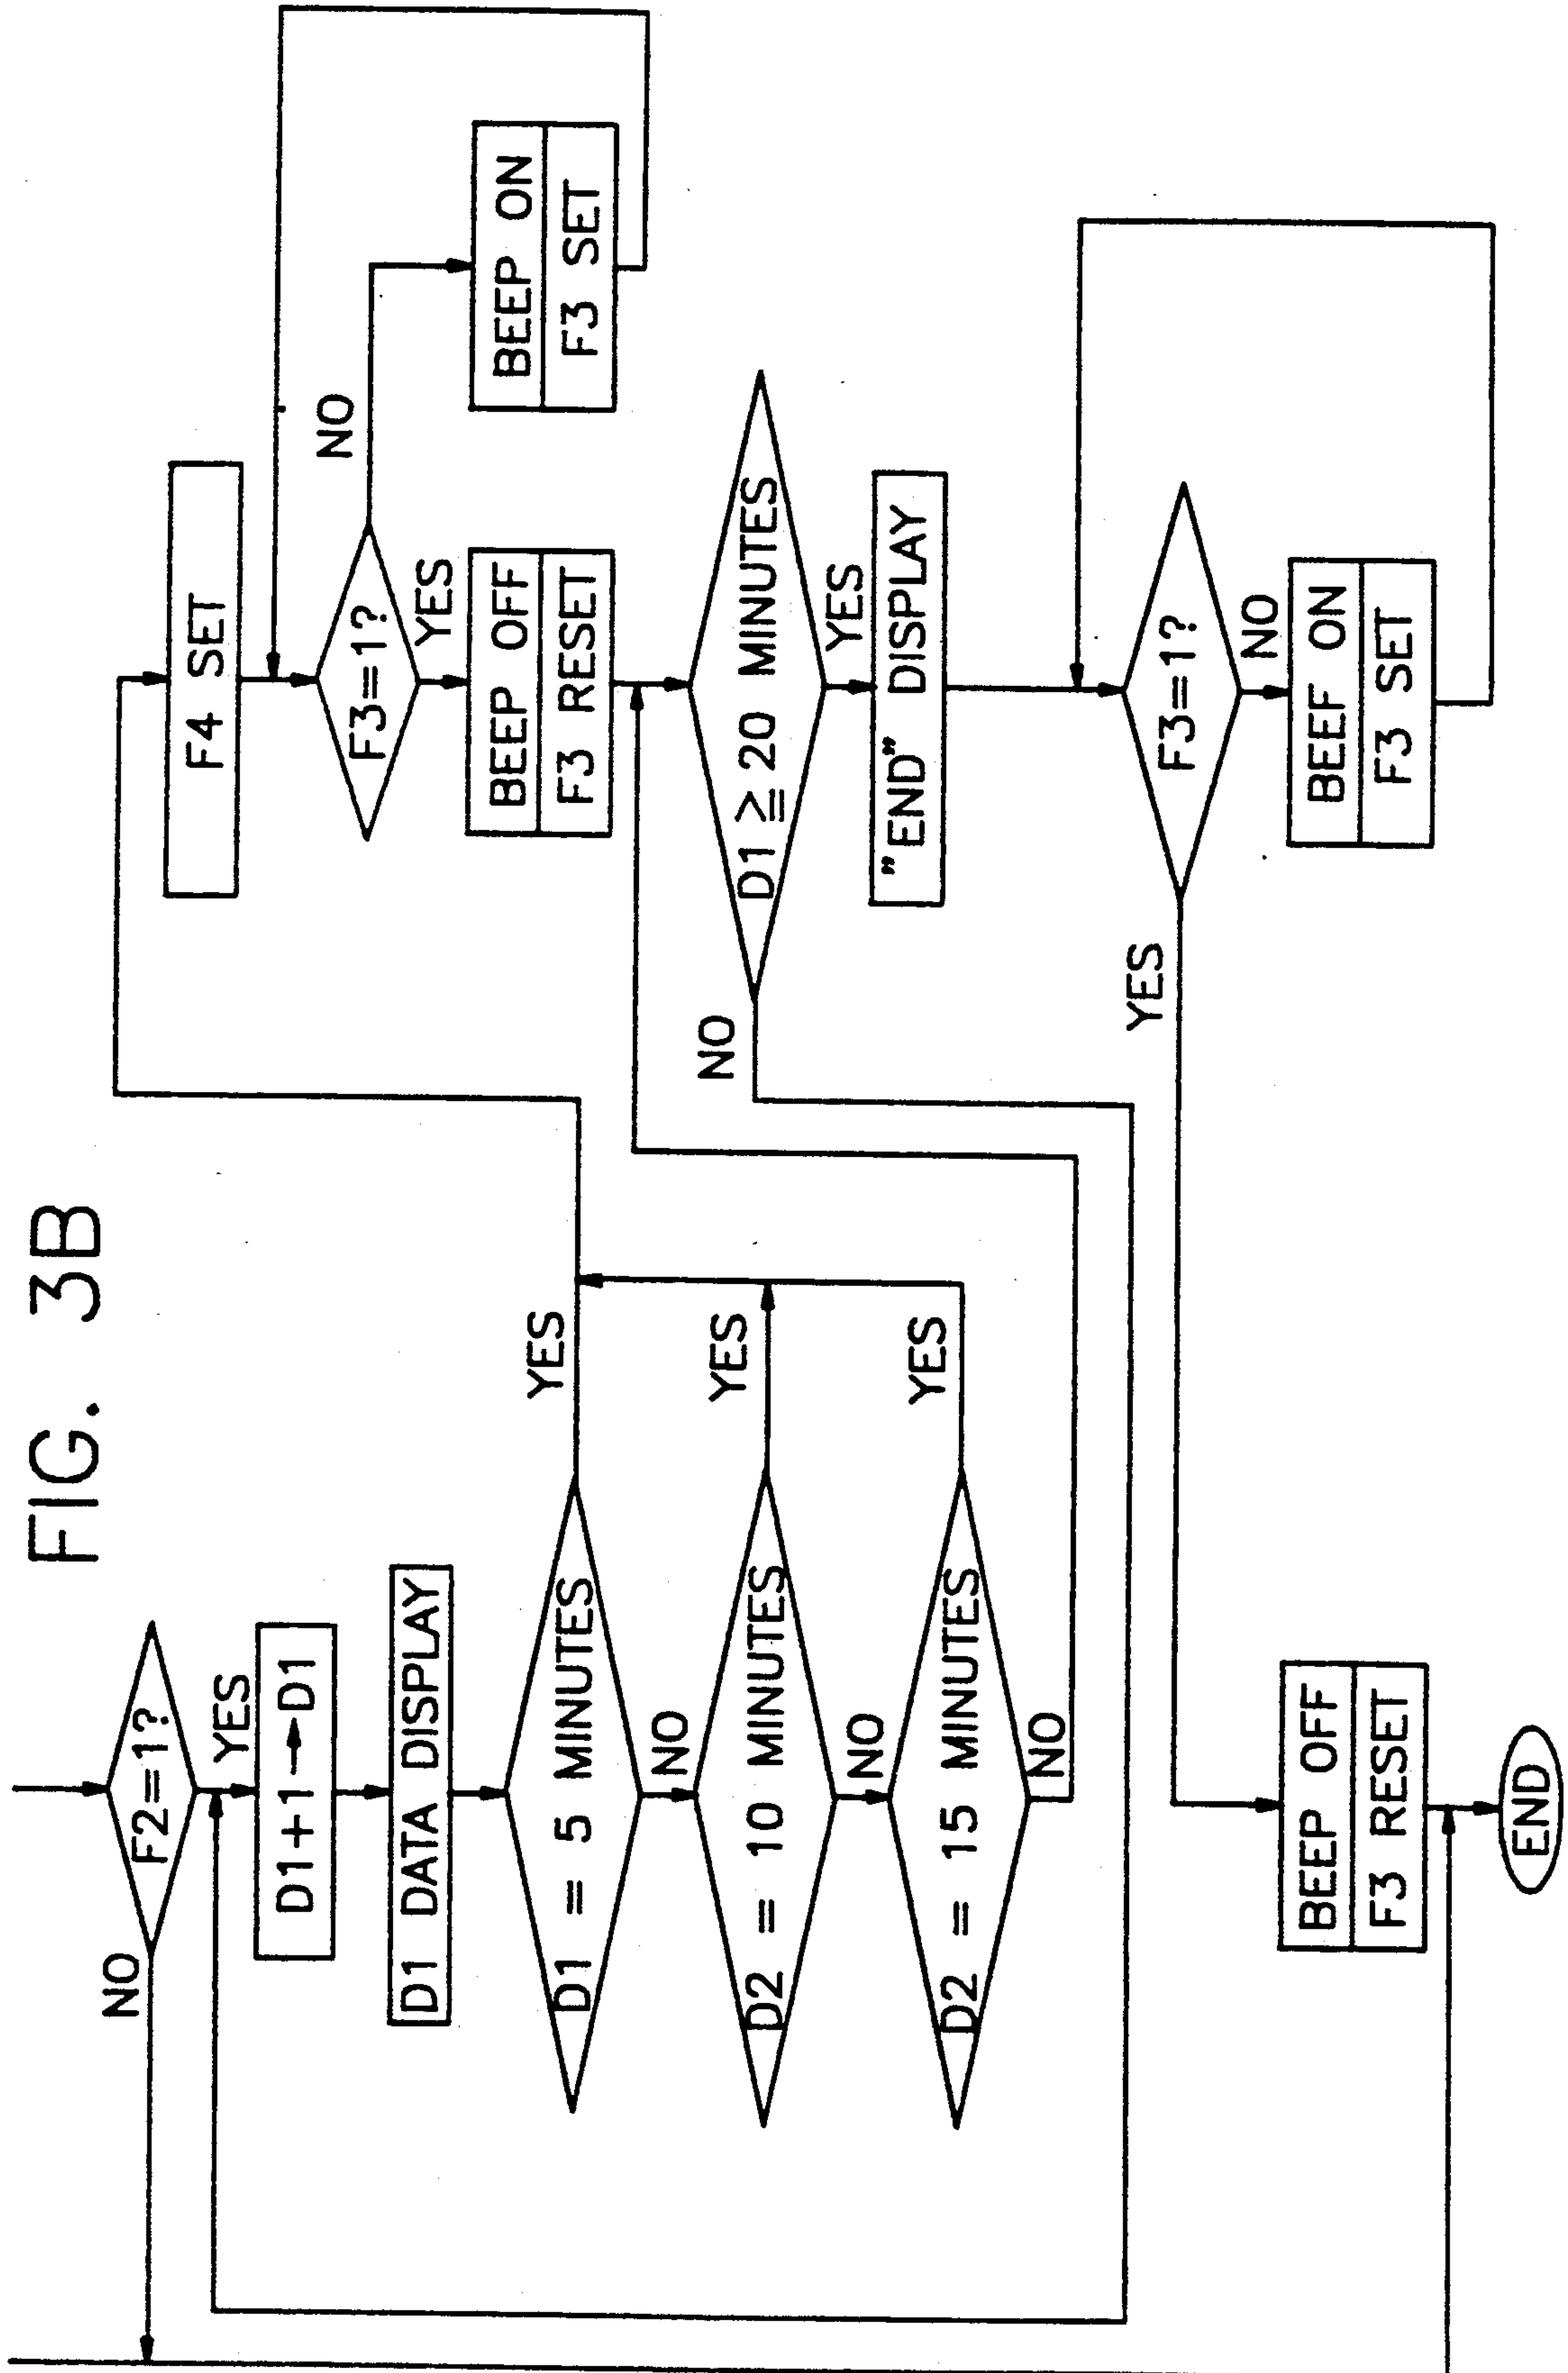 FIG. 3B
F2=1?
NO
YES
D1+1→D1
D1 DATA DISPLAY
D1 = 5 MINUTES
YES
NO
D2 = 10 MINUTES
YES
NO
D2 = 15 MINUTES
YES
NO
F4 SET
F3=1?
NO
YES
BEEP ON
F3 SET
BEEP OFF
F3 RESET
D1 ≧ 20 MINUTES
NO
YES
"END" DISPLAY
F3=1?
YES
NO
BEEF ON
F3 SET
BEEP OFF
F3 RESET
END